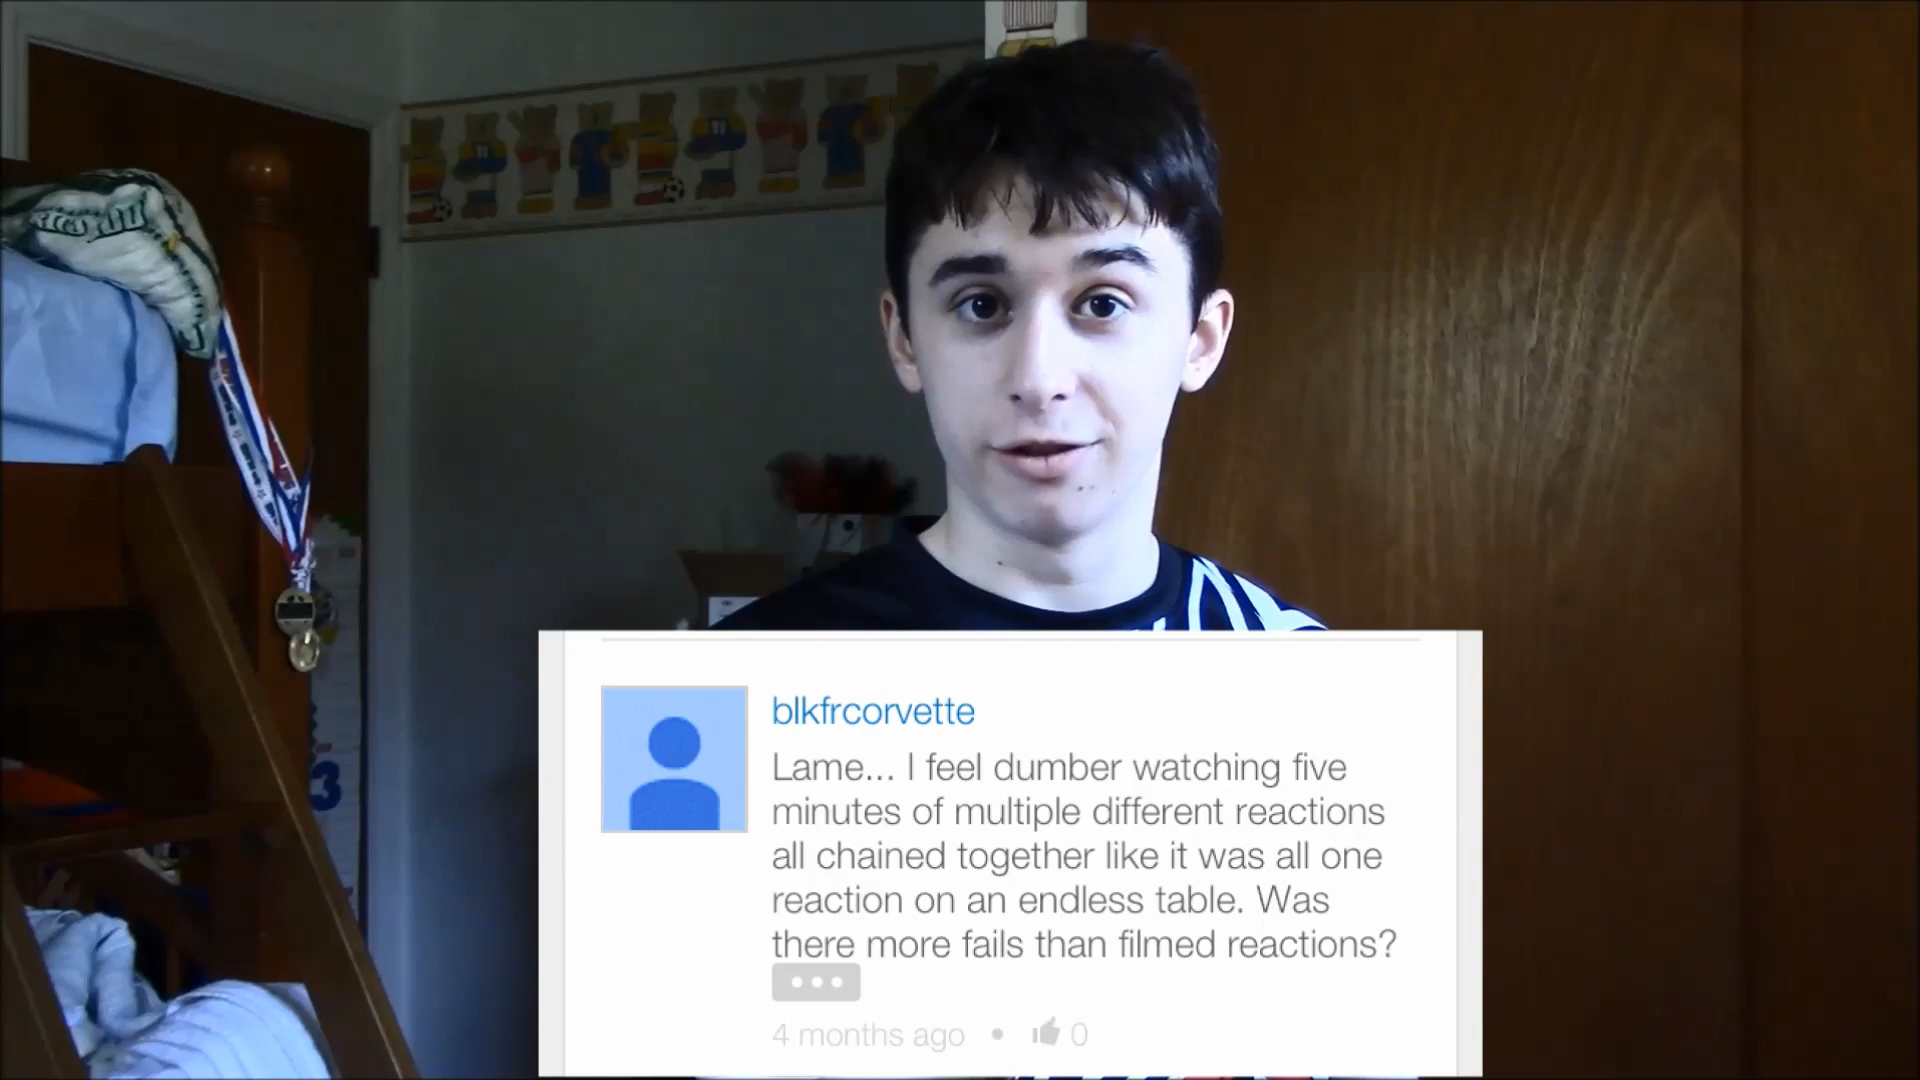 blkfrcorvette
Lame... I feel dumber watching five
minutes of multiple different reactions
all chained together like it was all one
reaction on an endless table. Was
there more fails than filmed reactions?
4 months ago • 0
3